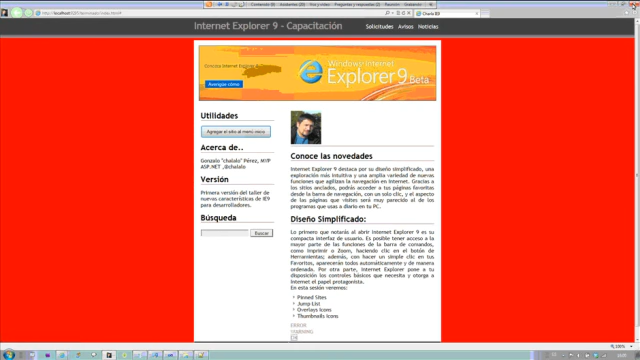 Internet Explorer 9 - Capacitación
Solicitudes Avisos Noticias
Charla IE9
Conozca Internet Explorer 9
Averigüe cómo
Windows Internet
Explorer 9 Beta
Utilidades
Agregar el sitio al menú inicio
Acerca de..
Gonzalo "chalalo" Pérez, MVP
ASP.NET ,@chalalo
Versión
Primera versión del taller de
nuevas características de IE9
para desarrolladores.
Búsqueda
Buscar
Conoce las novedades
Internet Explorer 9 destaca por su diseño simplificado, una
exploración más intuitiva y una amplia variedad de nuevas
funciones que agilizan la navegación en Internet. Gracias a
los sitios anclados, podrás acceder a tus páginas favoritas
desde la barra de navegación, con un solo clic, y el aspecto
de las páginas que visites será muy parecido al de los
programas que usas a diario en tu PC.
Diseño Simplificado:
Lo primero que notarás al abrir Internet Explorer 9 es su
compacta interfaz de usuario. Es posible tener acceso a la
mayor parte de las funciones de la barra de comandos,
como Imprimir o Zoom, haciendo clic en el botón de
Herramientas; además, con hacer un simple clic en tus
Favoritos, aparecerán todos automáticamente y de manera
ordenada. Por otra parte, Internet Explorer pone a tu
disposición los controles básicos que necesita y otorga a
Internet el papel protagonista.
En esta sesión veremos:
Pinned Sites
Jump List
Overlays Icons
Thumbnails Icons
ERROR
WARNING
OK
100%